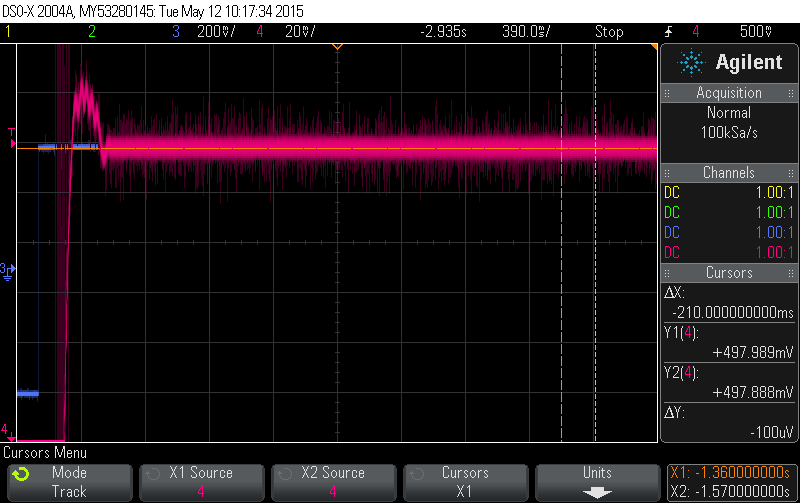 DSO-X 2004A, MY53280145: Tue May 12 10:17:34 2015
1 2 3 200mV/ 4 20mV/ -2.935s 390.0ms/ Stop 4 500mV
Agilent
Acquisition
Normal
100kSa/s
Channels
DC 1.00:1
DC 1.00:1
DC 1.00:1
DC 1.00:1
Cursors
ΔX:
-210.000000000ms
Y1(4):
+497.989mV
Y2(4):
+497.888mV
ΔY:
-100uV
T
3
4
Cursors Menu
Mode
Track
X1 Source
4
X2 Source
4
Cursors
X1
Units
X1: -1.360000000s
X2: -1.570000000s